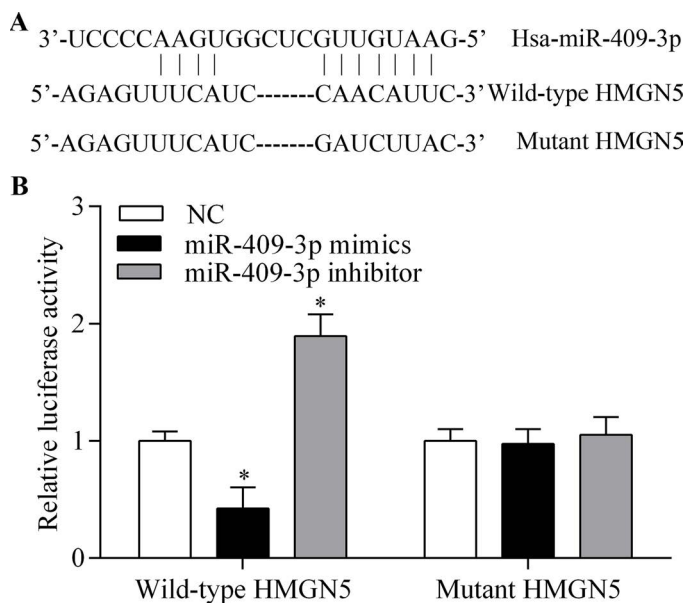 A
3’-UCCCCAAGUGGCUCGUUGUAAG-5’ Hsa-miR-409-3p
5’-AGAGUUUCAUC-------CAACAUUC-3’ Wild-type HMGN5
5’-AGAGUUUCAUC-------GAUCUUAC-3’ Mutant HMGN5
B
3
NC
miR-409-3p mimics
miR-409-3p inhibitor
*
2
Relative luciferase activity
1
*
0
Wild-type HMGN5 Mutant HMGN5